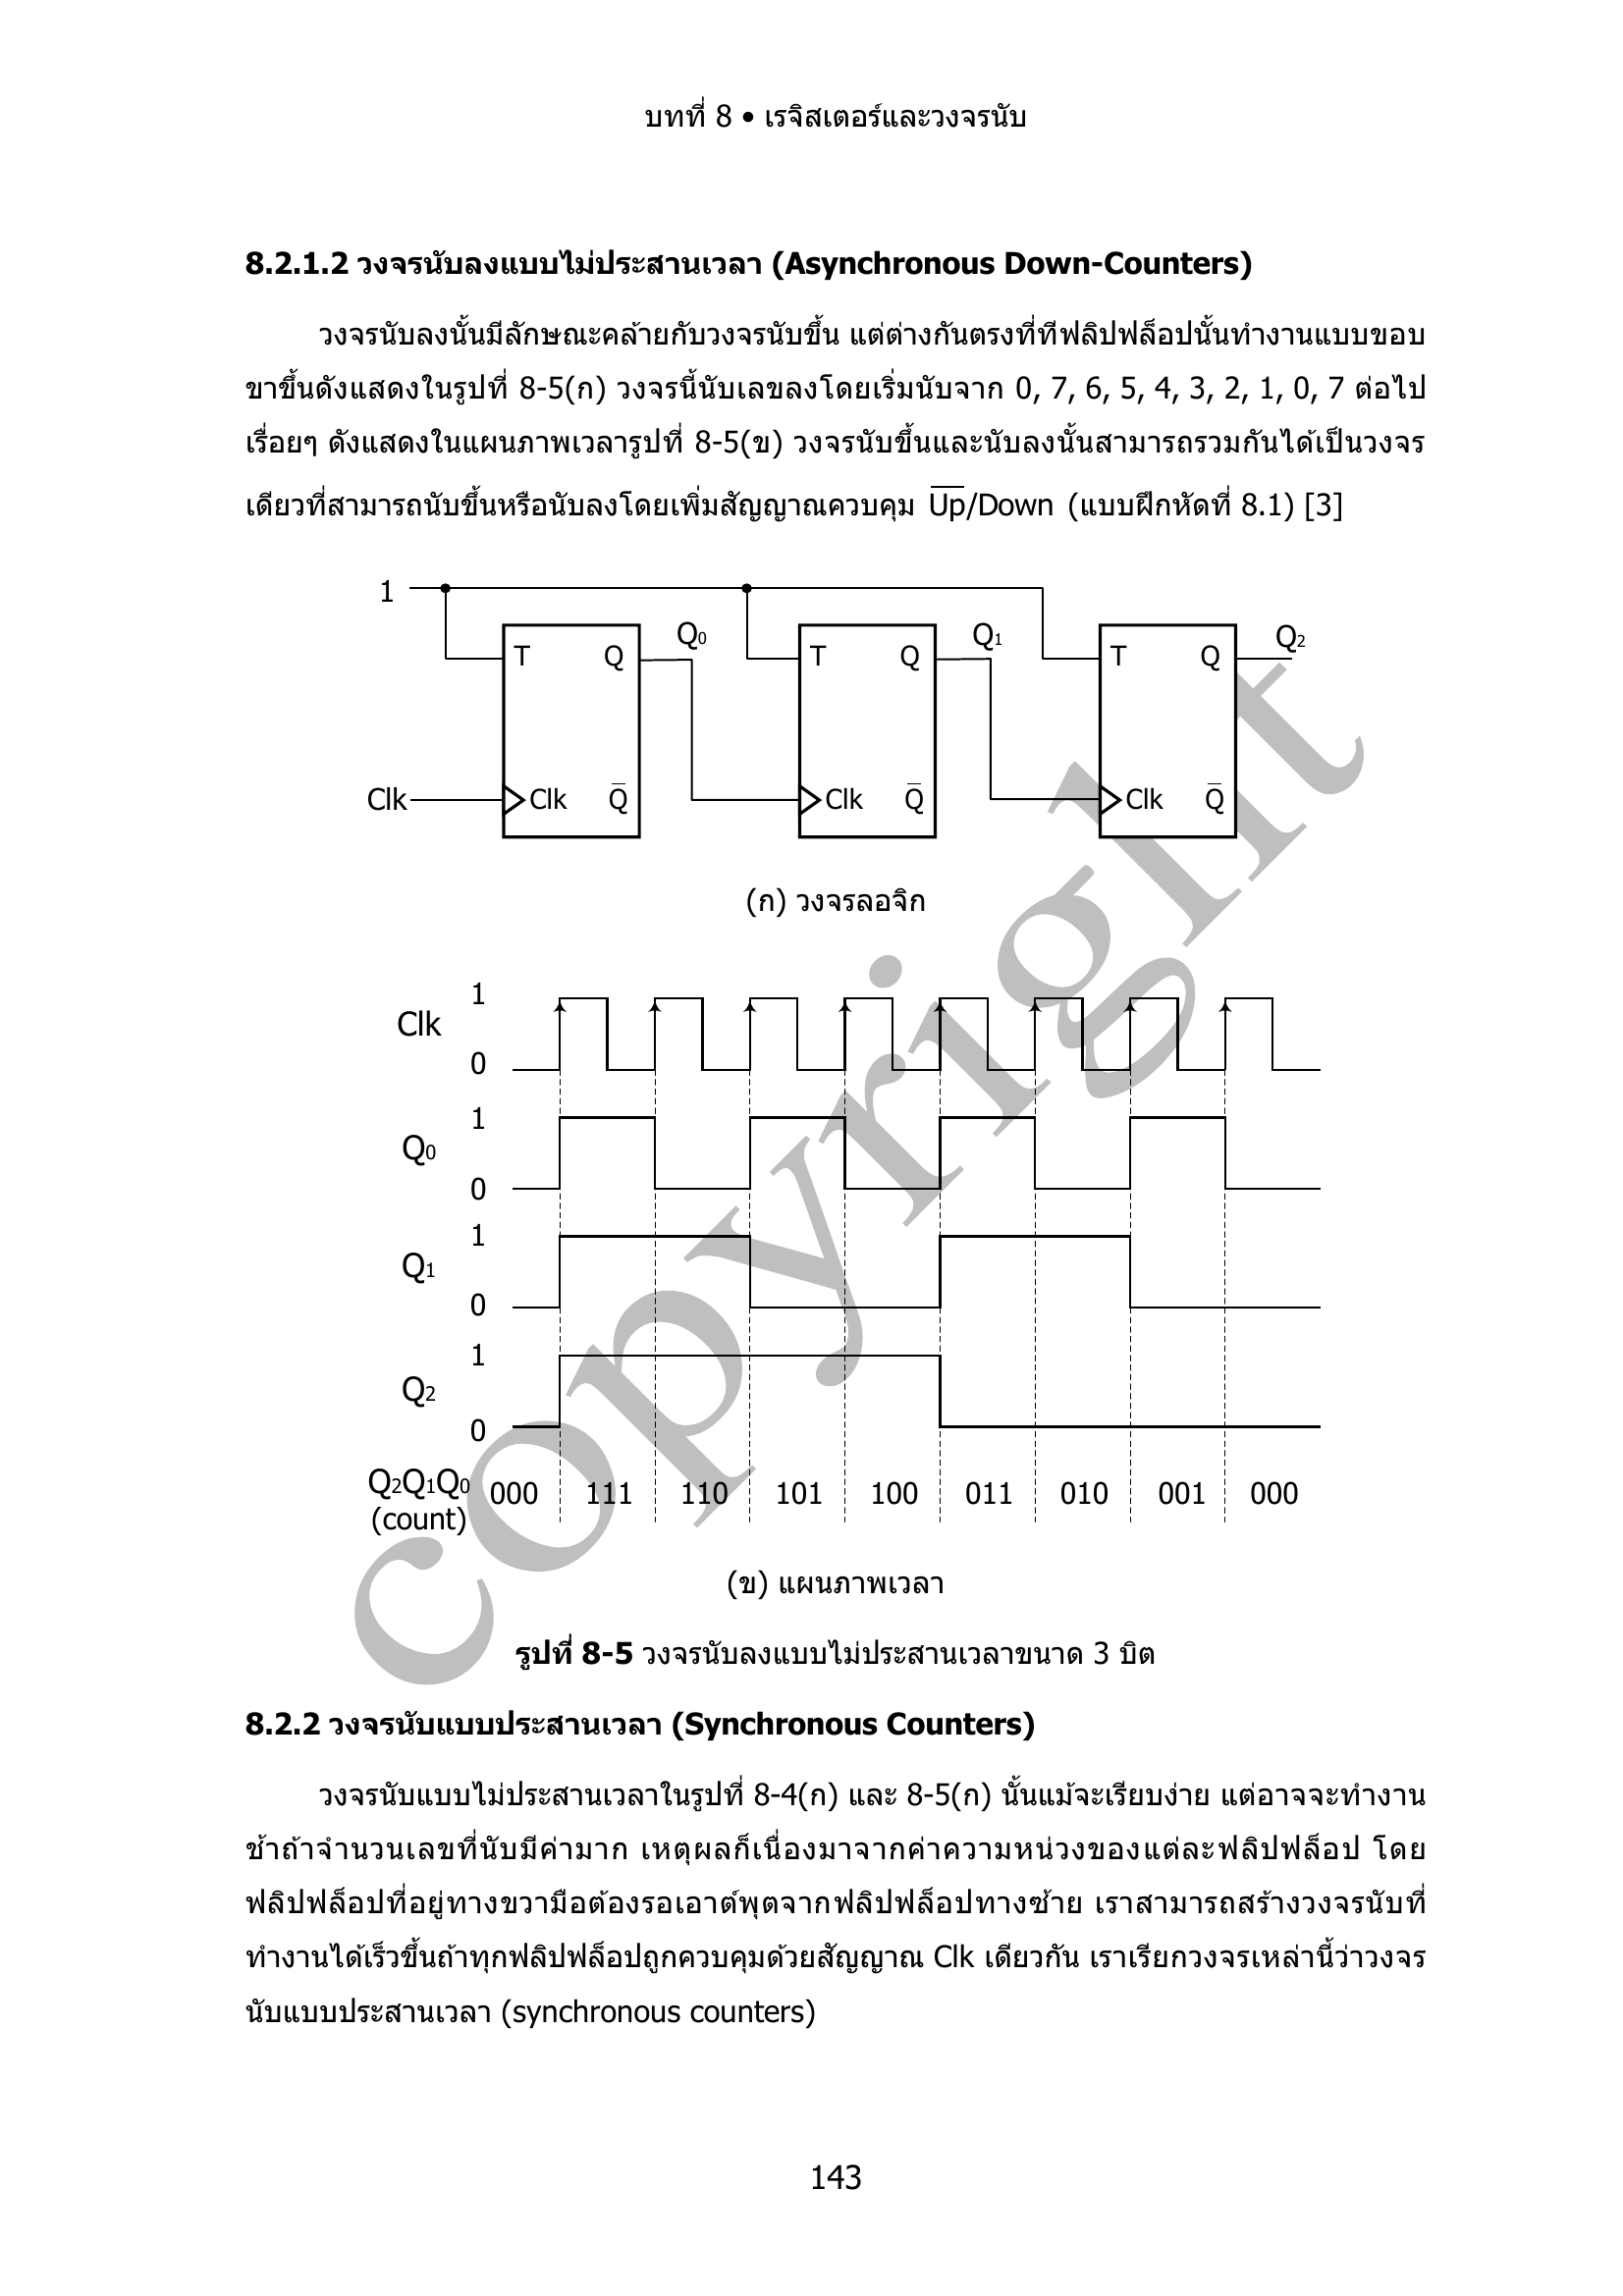 บทที่ 8 • เรจิสเตอร์และวงจรนับ
8.2.1.2 วงจรนับลงแบบไม่ประสานเวลา (Asynchronous Down-Counters)
วงจรนับลงนั้นมีลักษณะคล้ายกับวงจรนับขึ้น แต่ต่างกันตรงที่ทีฟลิปฟล็อปนั้นทำงานแบบขอบ
ขาขึ้นดังแสดงในรูปที่ 8-5(ก) วงจรนี้นับเลขลงโดยเริ่มนับจาก 0, 7, 6, 5, 4, 3, 2, 1, 0, 7 ต่อไป
เรื่อยๆ ดังแสดงในแผนภาพเวลารูปที่ 8-5(ข) วงจรนับขึ้นและนับลงนั้นสามารถรวมกันได้เป็นวงจร
เดียวที่สามารถนับขึ้นหรือนับลงโดยเพิ่มสัญญาณควบคุม U̅p̅/Down (แบบฝึกหัดที่ 8.1) [3]
1
Q0 Q1 Q2
T Q T Q T Q
Clk Clk Q̅ Clk Q̅ Clk Q̅
(ก) วงจรลอจิก
1
Clk
0
1
Q0
0
1
Q1
0
1
Q2
0
Q2Q1Q0 000 111 110 101 100 011 010 001 000
(count)
(ข) แผนภาพเวลา
รูปที่ 8-5 วงจรนับลงแบบไม่ประสานเวลาขนาด 3 บิต
8.2.2 วงจรนับแบบประสานเวลา (Synchronous Counters)
วงจรนับแบบไม่ประสานเวลาในรูปที่ 8-4(ก) และ 8-5(ก) นั้นแม้จะเรียบง่าย แต่อาจจะทำงาน
ช้าถ้าจำนวนเลขที่นับมีค่ามาก เหตุผลก็เนื่องมาจากค่าความหน่วงของแต่ละฟลิปฟล็อป โดย
ฟลิปฟล็อปที่อยู่ทางขวามือต้องรอเอาต์พุตจากฟลิปฟล็อปทางซ้าย เราสามารถสร้างวงจรนับที่
ทำงานได้เร็วขึ้นถ้าทุกฟลิปฟล็อปถูกควบคุมด้วยสัญญาณ Clk เดียวกัน เราเรียกวงจรเหล่านี้ว่าวงจร
นับแบบประสานเวลา (synchronous counters)
143
copyright